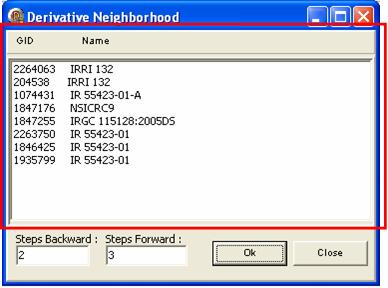 Derivative Neighborhood
GID Name
2264063 IRRI 132
204538 IRRI 132
1074431 IR 55423-01-A
1847176 NSICRC9
1847255 IRGC 115128:2005DS
2263750 IR 55423-01
1846425 IR 55423-01
1935799 IR 55423-01
Steps Backward : Steps Forward :
2 3 Ok Close